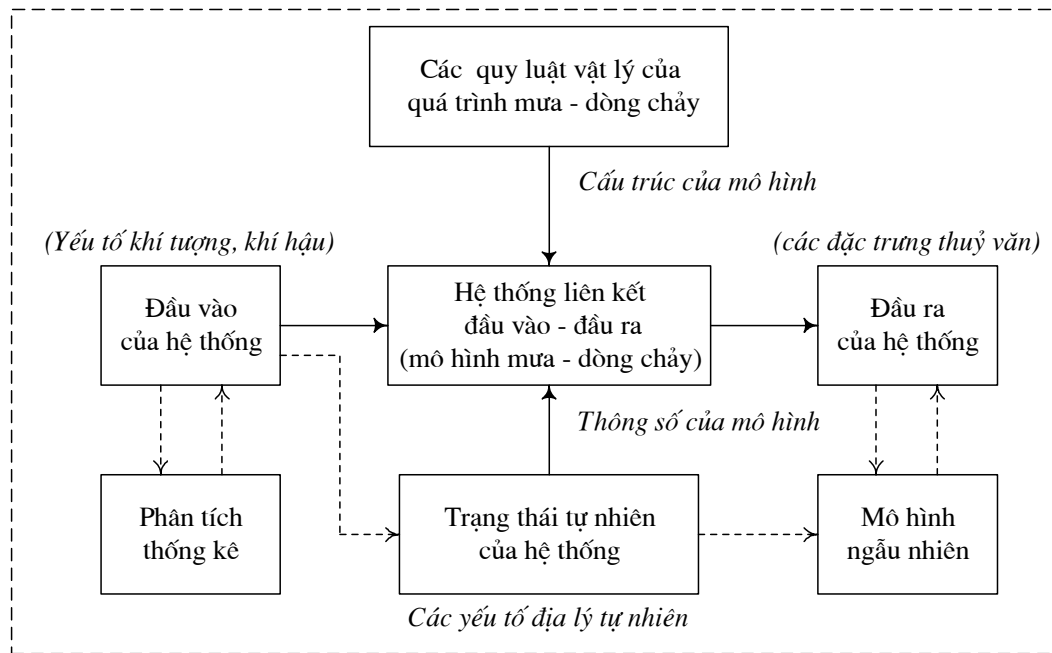 Các quy luật vật lý của
quá trình mưa - dòng chảy
Cấu trúc của mô hình
(Yếu tố khí tượng, khí hậu)
(các đặc trưng thuỷ văn)
Đầu vào
của hệ thống
Hệ thống liên kết
đầu vào - đầu ra
(mô hình mưa - dòng chảy)
Đầu ra
của hệ thống
Thông số của mô hình
Phân tích
thống kê
Trạng thái tự nhiên
của hệ thống
Mô hình
ngẫu nhiên
Các yếu tố địa lý tự nhiên